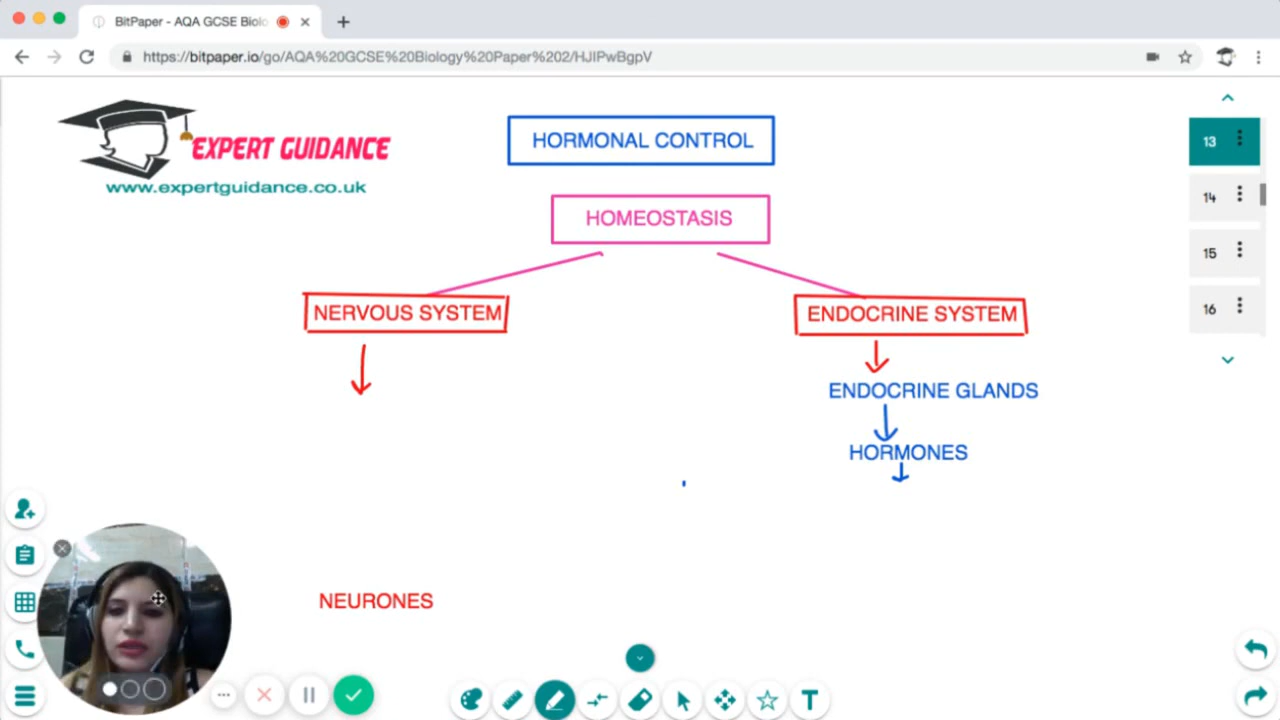 BitPaper - AQA GCSE Biolo
https://bitpaper.io/go/AQA%20GCSE%20Biology%20Paper%202/HJIPwBgpV
EXPERT GUIDANCE
www.expertguidance.co.uk
HORMONAL CONTROL
HOMEOSTASIS
NERVOUS SYSTEM
ENDOCRINE SYSTEM
ENDOCRINE GLANDS
HORMONES
NEURONES
13
14
15
16
T